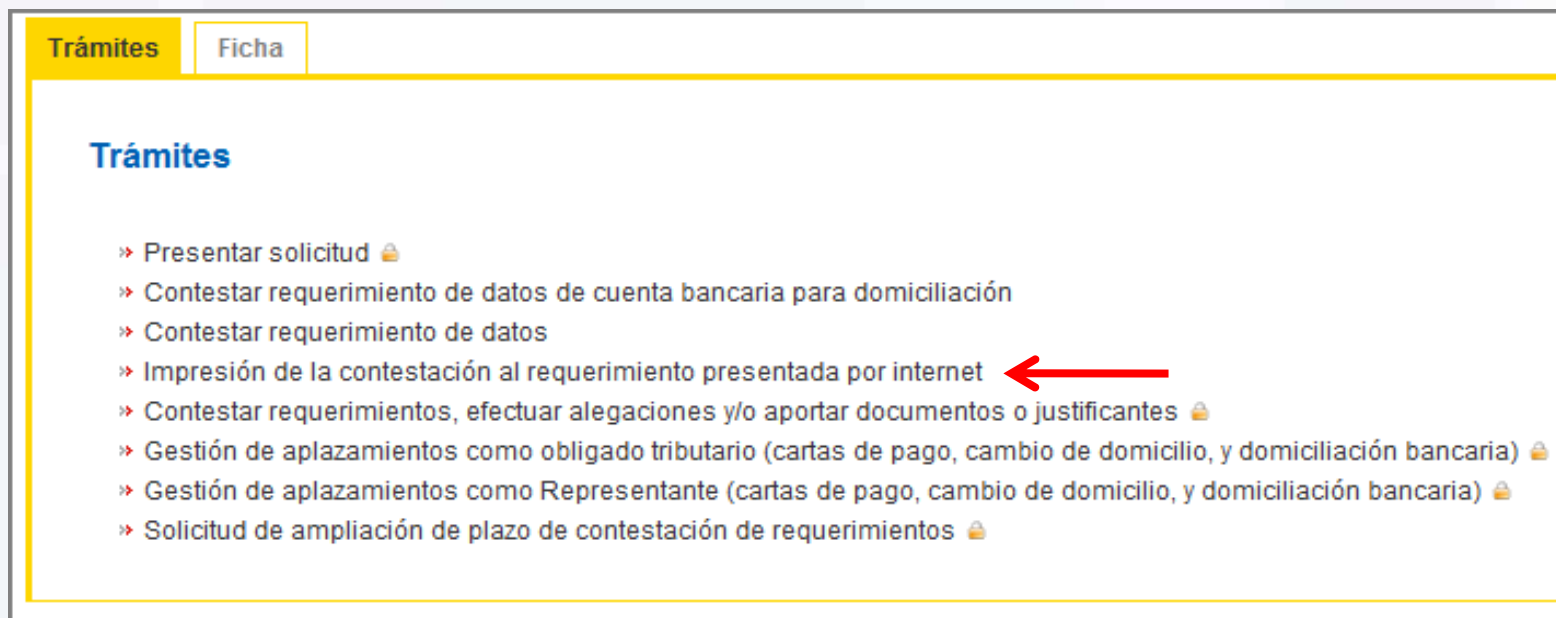 Trámites Ficha
Trámites
Presentar solicitud
Contestar requerimiento de datos de cuenta bancaria para domiciliación
Contestar requerimiento de datos
Impresión de la contestación al requerimiento presentada por internet
Contestar requerimientos, efectuar alegaciones y/o aportar documentos o justificantes
Gestión de aplazamientos como obligado tributario (cartas de pago, cambio de domicilio, y domiciliación bancaria)
Gestión de aplazamientos como Representante (cartas de pago, cambio de domicilio, y domiciliación bancaria)
Solicitud de ampliación de plazo de contestación de requerimientos